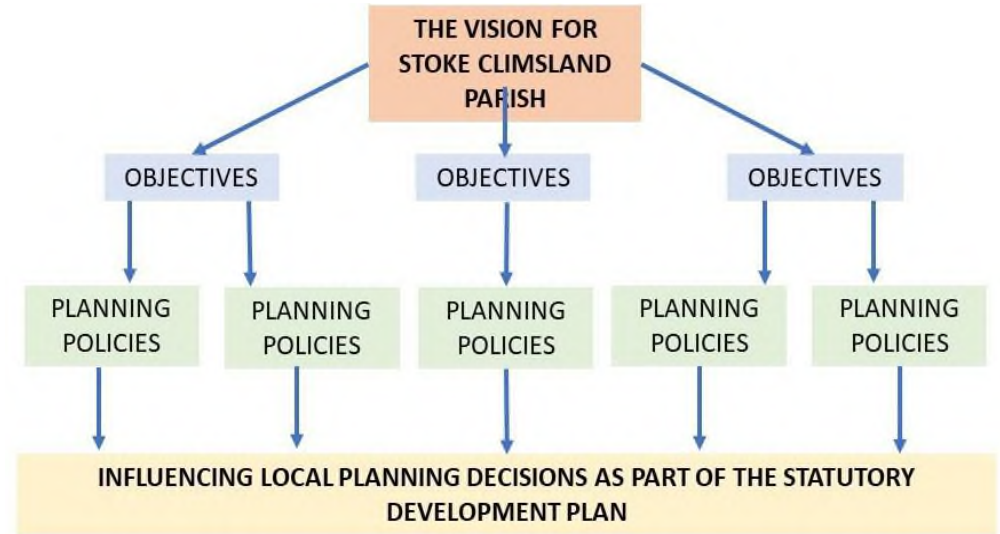 THE VISION FOR
STOKE CLIMSLAND
PARISH
OBJECTIVES
OBJECTIVES
OBJECTIVES
PLANNING
POLICIES
PLANNING
POLICIES
PLANNING
POLICIES
PLANNING
POLICIES
PLANNING
POLICIES
INFLUENCING LOCAL PLANNING DECISIONS AS PART OF THE STATUTORY
DEVELOPMENT PLAN